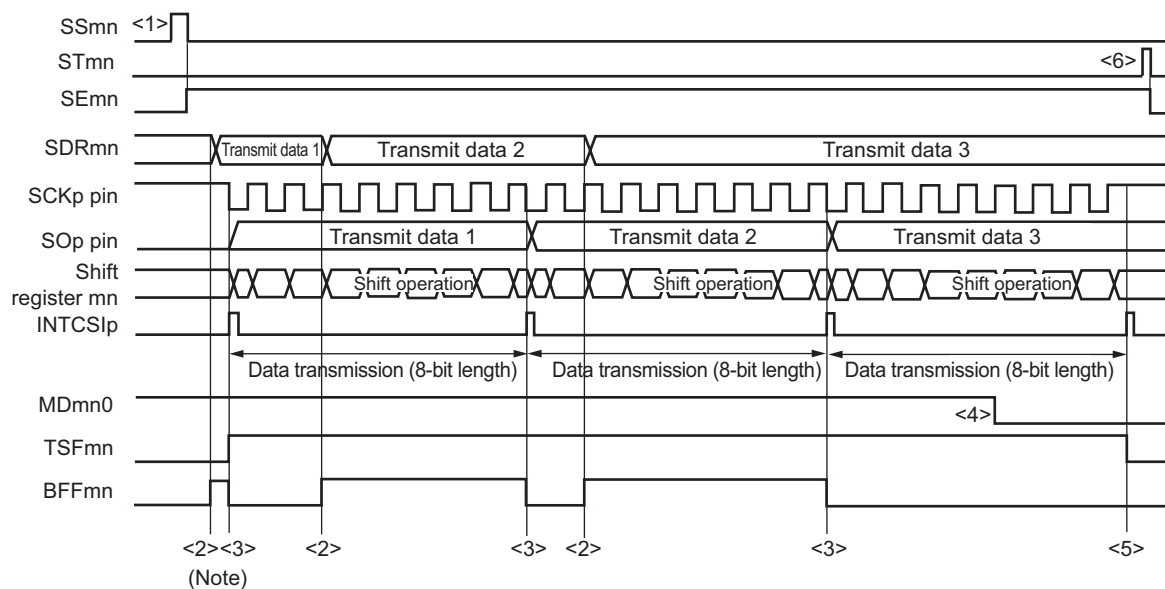 SSmn <1>
STmn <6>
SEmn
SDRmn Transmit data 1 Transmit data 2 Transmit data 3
SCKp pin
SOp pin Transmit data 1 Transmit data 2 Transmit data 3
Shift
register mn Shift operation Shift operation Shift operation
INTCSIp
Data transmission (8-bit length) Data transmission (8-bit length) Data transmission (8-bit length)
MDmn0 <4>
TSFmn
BFFmn
<2> <3> <2> <3> <2> <3> <5>
(Note)